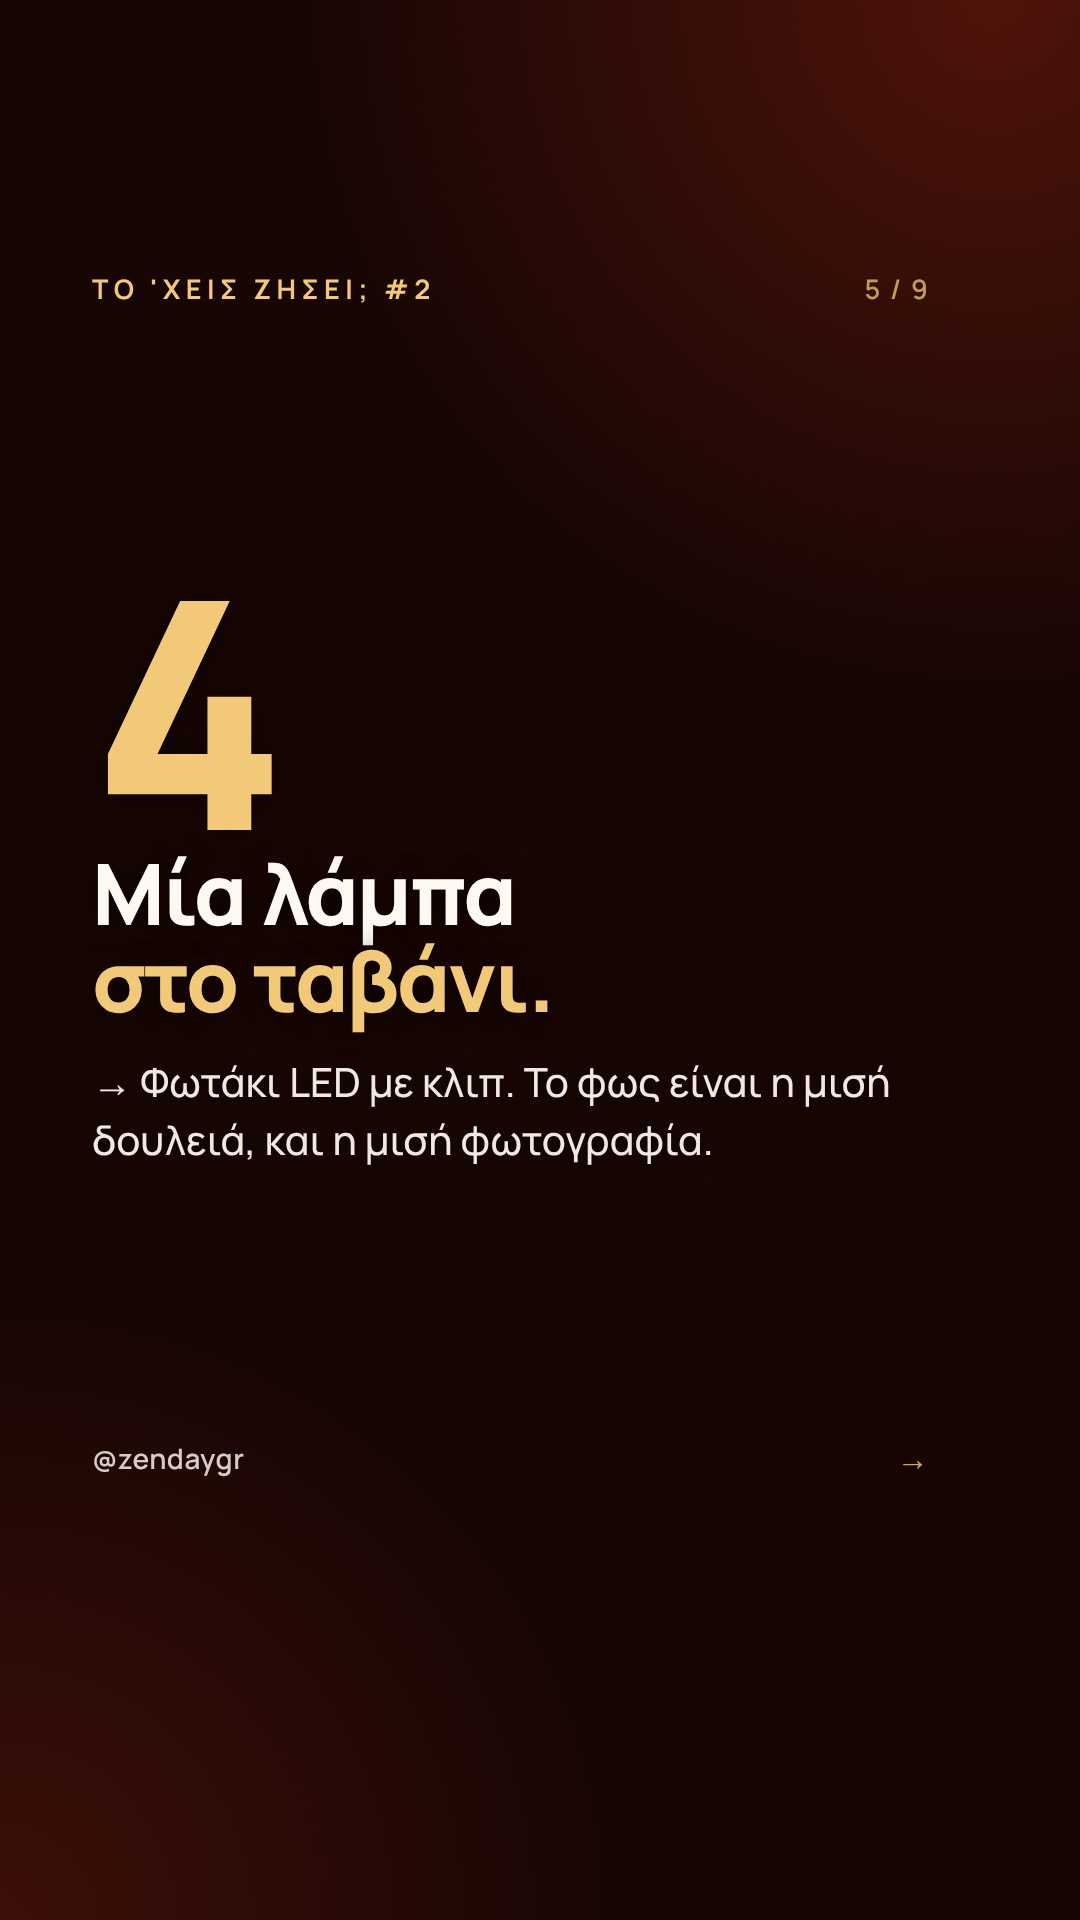 ΤΟ 'ΧΕΙΣ ΖΗΣΕΙ; #2
5 / 9
4
Μία λάμπα
στο ταβάνι.
→ Φωτάκι LED με κλιπ. Το φως είναι η μισή
δουλειά, και η μισή φωτογραφία.
@zendaygr
→